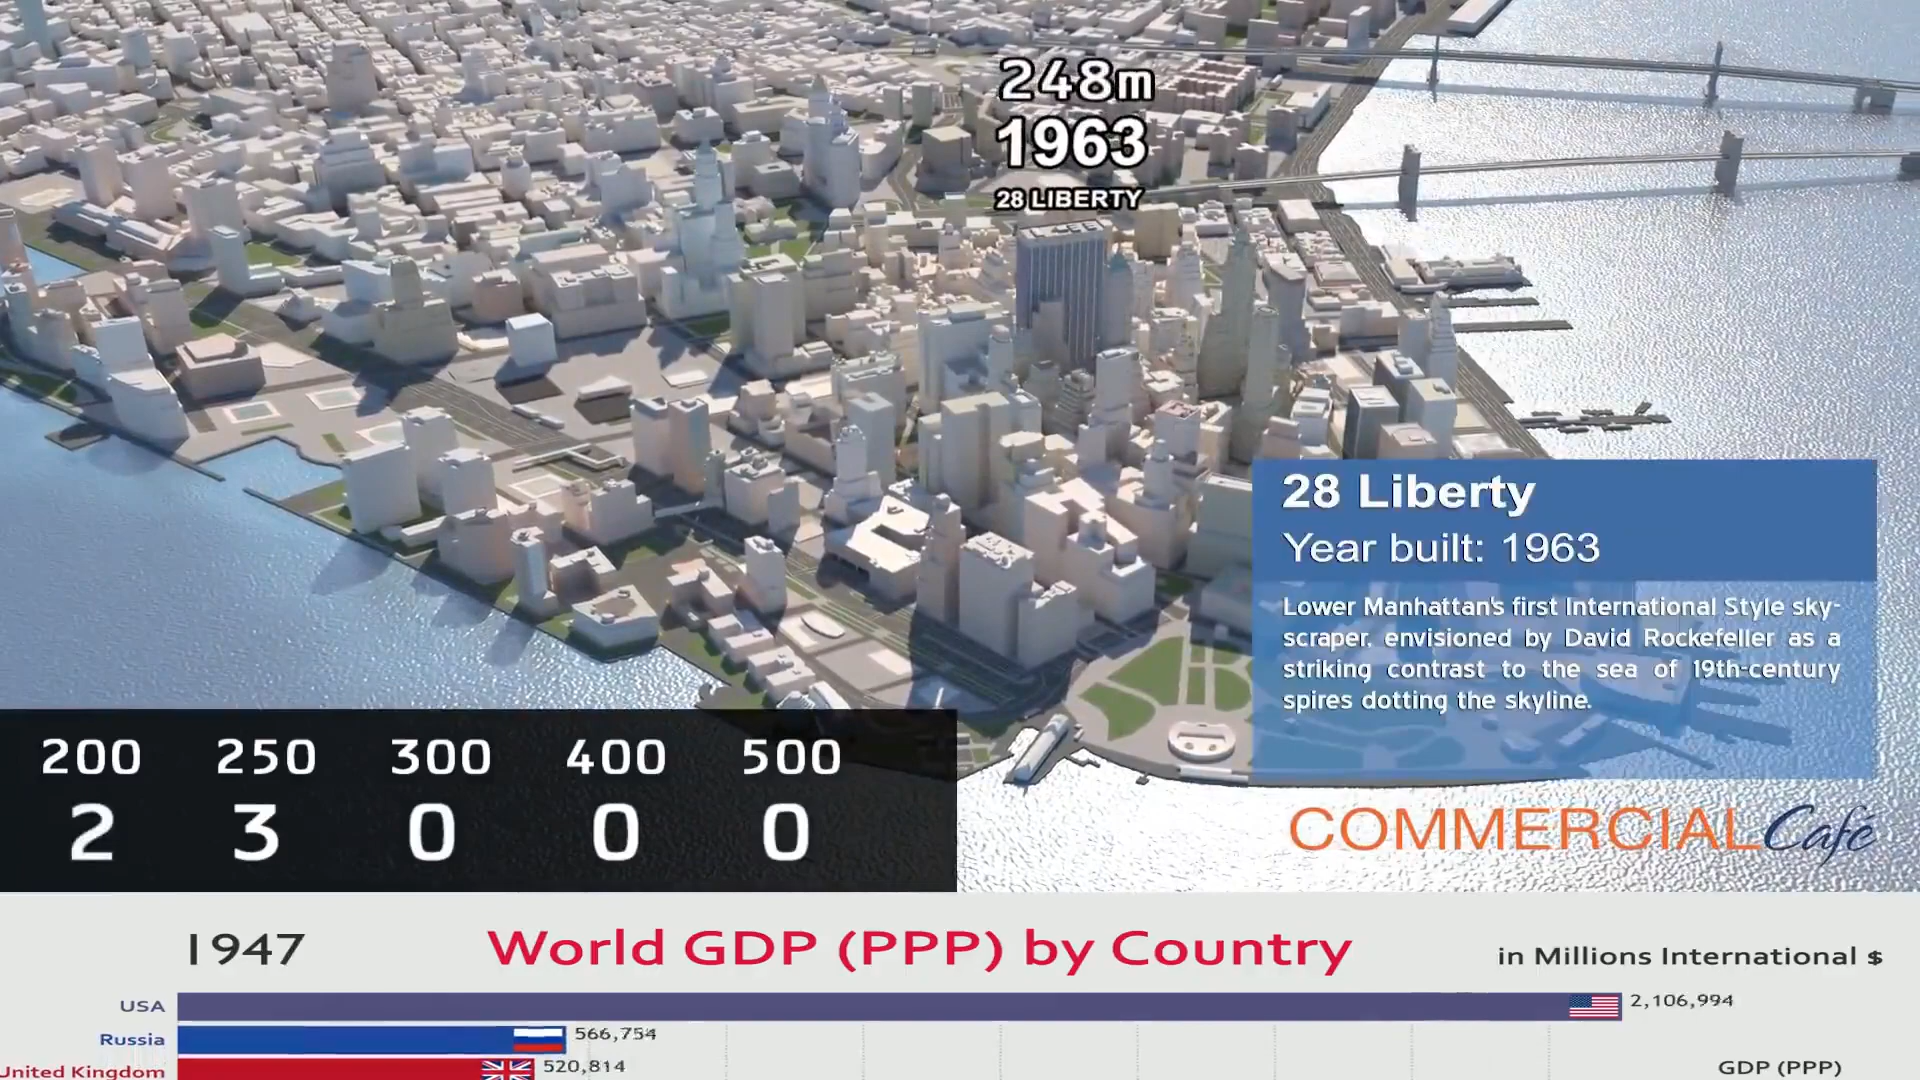 248m
1963
28 LIBERTY
28 Liberty
Year built: 1963
Lower Manhattan's first International Style sky-
scraper, envisioned by David Rockefeller as a
striking contrast to the sea of 19th-century
spires dotting the skyline.
200 250 300 400 500
2 3 0 0 0
COMMERCIALCafé
1947 World GDP (PPP) by Country in Millions International $
USA 2,106,994
Russia 566,754
United Kingdom 520,814
GDP (PPP)